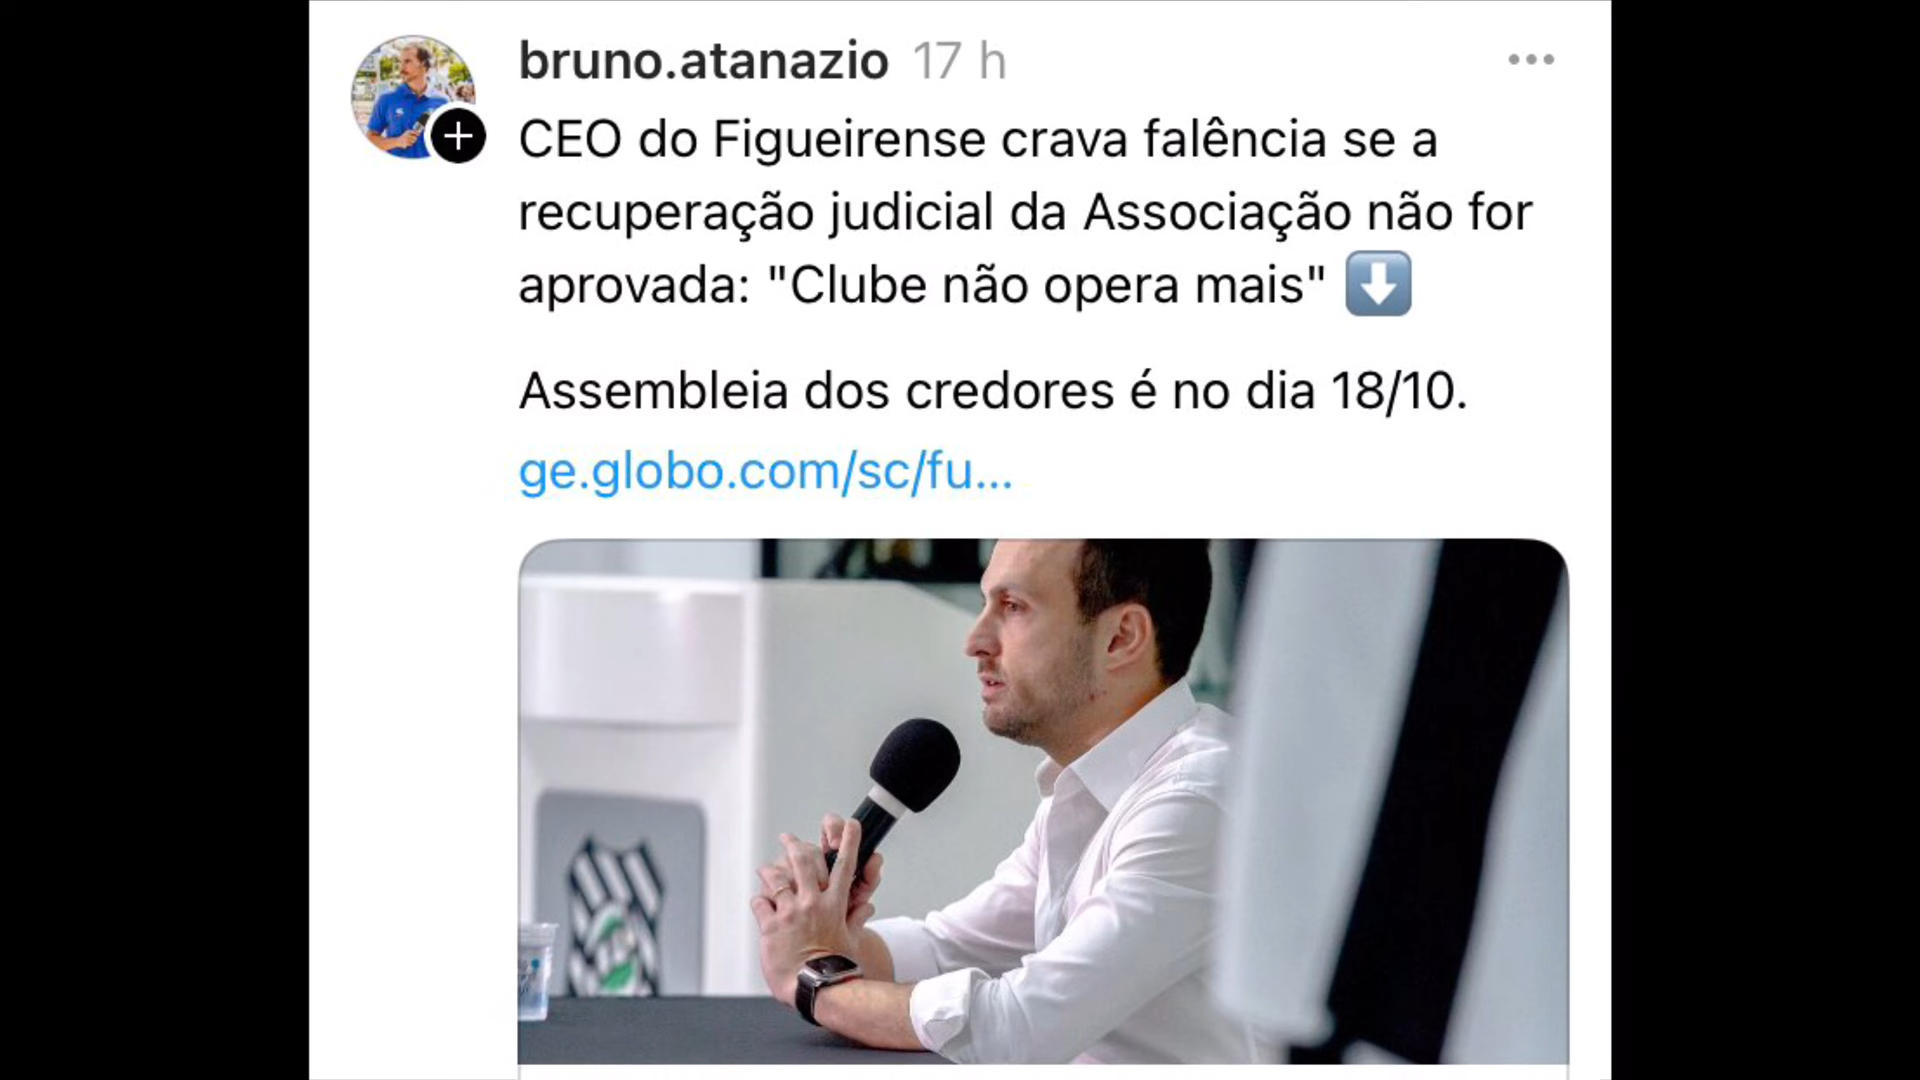 bruno.atanazio 17 h
CEO do Figueirense crava falência se a
recuperação judicial da Associação não for
aprovada: "Clube não opera mais" ⬇️
Assembleia dos credores é no dia 18/10.
ge.globo.com/sc/fu...